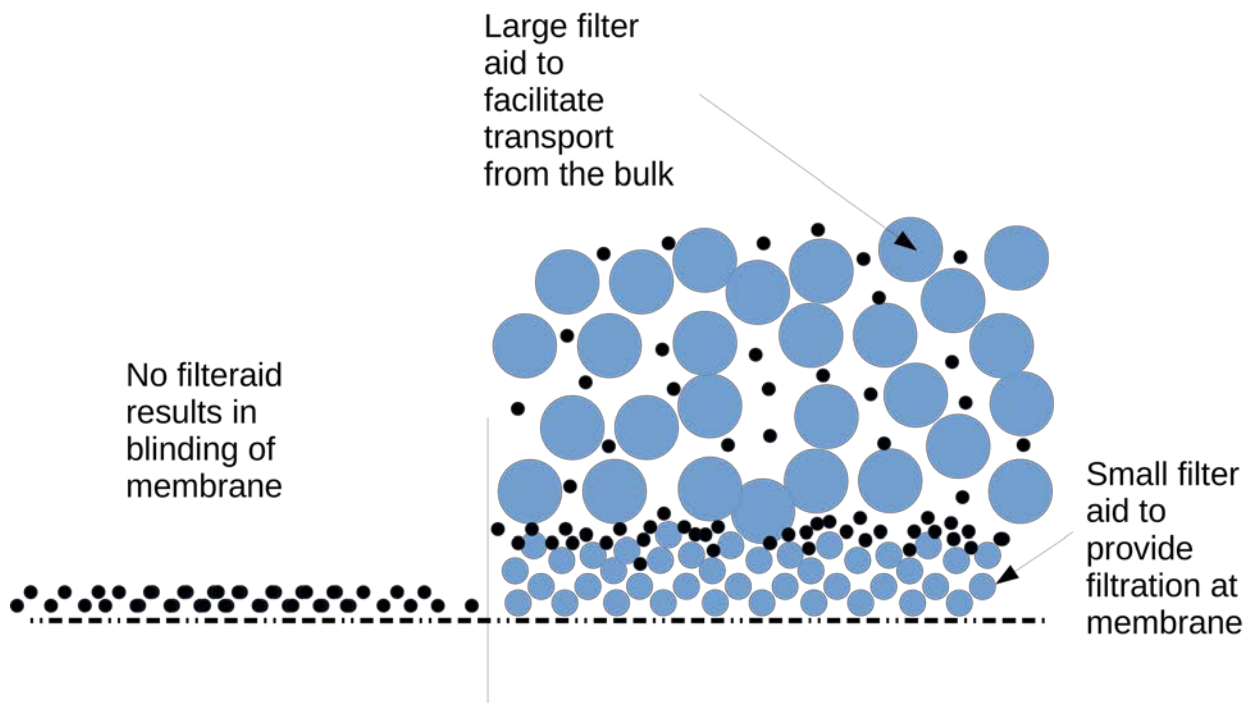 Large filter
aid to
facilitate
transport
from the bulk
No filteraid
results in
blinding of
membrane
Small filter
aid to
provide
filtration at
membrane